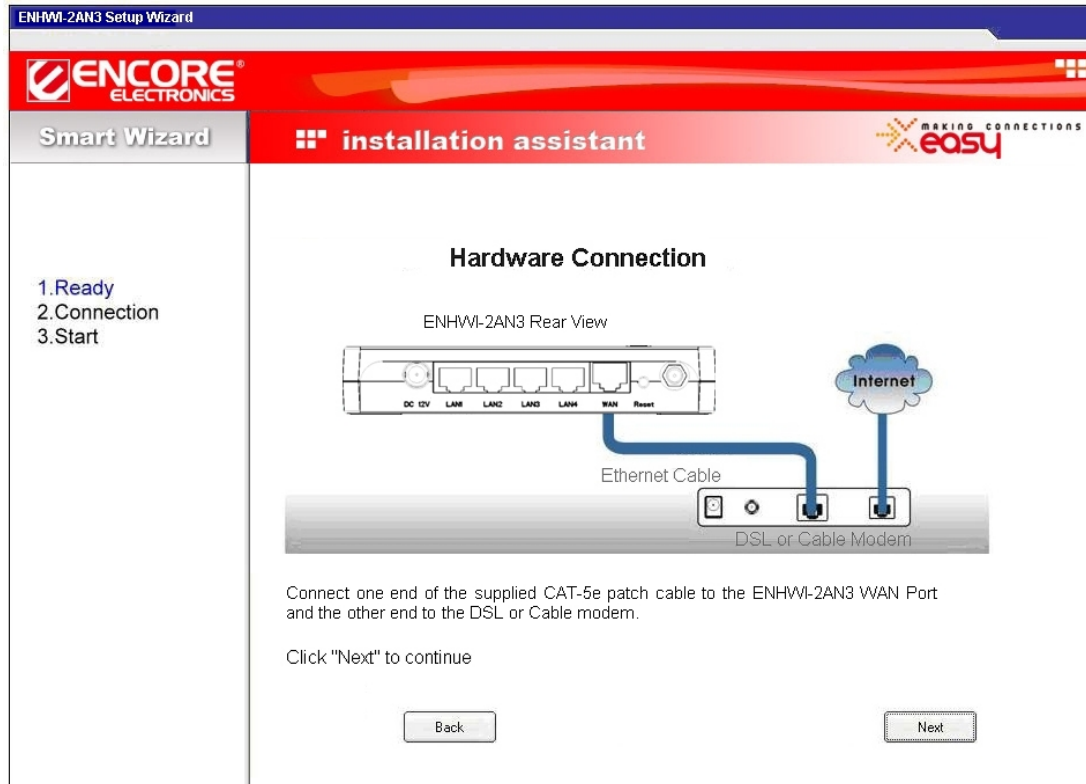 ENHWI-2AN3 Setup Wizard
ENCORE®
ELECTRONICS
Smart Wizard
installation assistant
MAKING CONNECTIONS
easy
1.Ready
2.Connection
3.Start
Hardware Connection
ENHWI-2AN3 Rear View
DC 12V LAN1 LAN2 LAN3 LAN4 WAN Reset
Internet
Ethernet Cable
DSL or Cable Modem
Connect one end of the supplied CAT-5e patch cable to the ENHWI-2AN3 WAN Port
and the other end to the DSL or Cable modem.
Click "Next" to continue
Back
Next